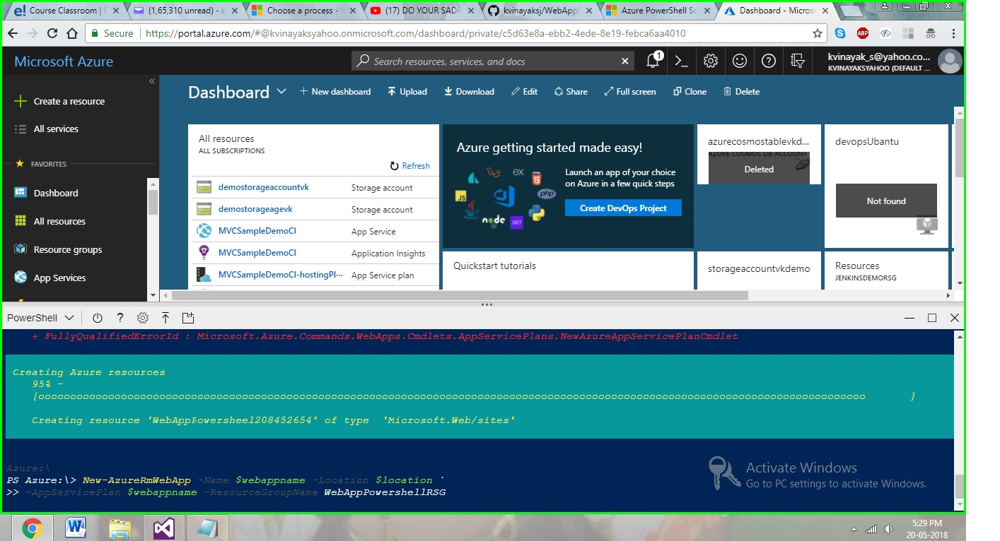 Course Classroom | E
(1,65,310 unread) - k
Choose a process - V
(17) DO YOUR SADH
kvinayaksj/WebAppE
Azure PowerShell Sc
Dashboard - Micros
Secure
https://portal.azure.com/#@kvinayaksyahoo.onmicrosoft.com/dashboard/private/c5d63e8a-ebb2-4ede-8e19-febca6aa4010
ABP
Microsoft Azure
Search resources, services, and docs
1
kvinayak_s@yahoo.co...
KVINAYAKSYAHOO (DEFAULT ...
Create a resource
All services
FAVORITES
Dashboard
All resources
Resource groups
App Services
Dashboard
New dashboard
Upload
Download
Edit
Share
Full screen
Clone
Delete
All resources
ALL SUBSCRIPTIONS
Refresh
demostorageaccountvk Storage account
demostorageagevk Storage account
MVCSampleDemoCI App Service
MVCSampleDemoCI Application Insights
MVCSampleDemoCI-hostingPl··· App Service plan
Azure getting started made easy!
Launch an app of your choice
on Azure in a few quick steps
Create DevOps Project
EX
JS
php
node
.NET
Quickstart tutorials
azurecosmostablevkd...
AZURE COSMOS DB ACCOUNT
Deleted
devopsUbantu
Not found
storageaccountvkdemo
Resources
JENKINSDEMORSG
PowerShell
+ FullyQualifiedErrorId : Microsoft.Azure.Commands.WebApps.Cmdlets.AppServicePlans.NewAzureAppServicePlanCmdlet
Creating Azure resources
95% -
Creating resource 'WebAppPowersheel208452654' of type 'Microsoft.Web/sites'
Azure:\
PS Azure:\> New-AzureRmWebApp -Name $webappname -Location $location `
>> -AppServicePlan $webappname -ResourceGroupName WebAppPowershellRSG
Activate Windows
Go to PC settings to activate Windows.
5:29 PM
20-05-2018